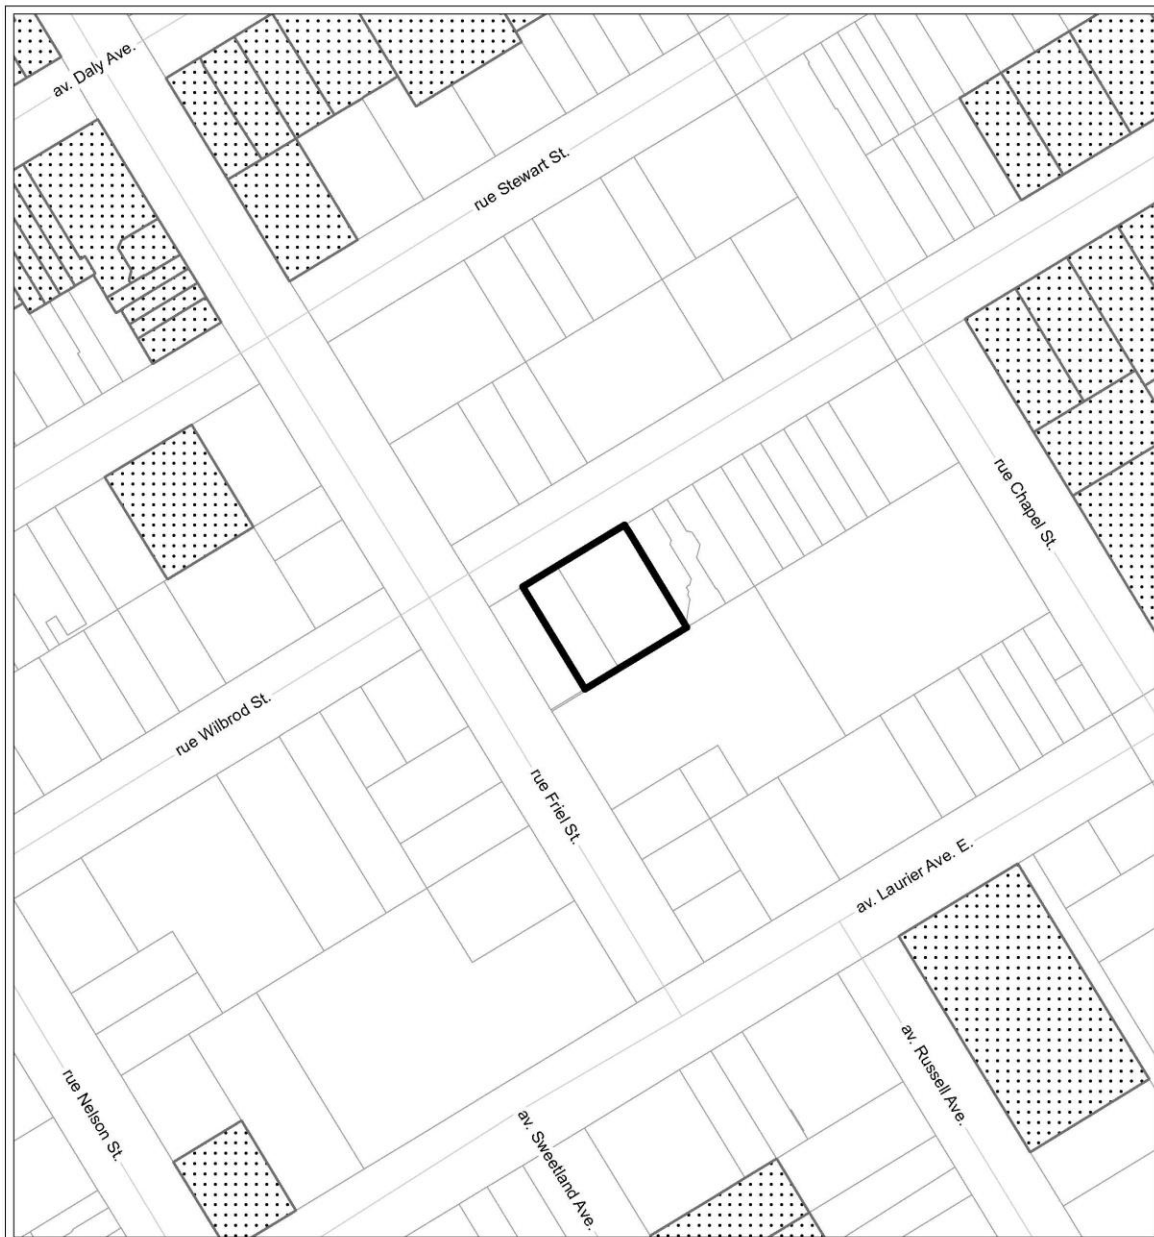 av. Daly Ave.
rue Stewart St.
rue Chapel St.
rue Wilbrod St.
rue Friel St.
av. Laurier Ave. E.
av. Russell Ave.
rue Nelson St.
av. Sweetland Ave.